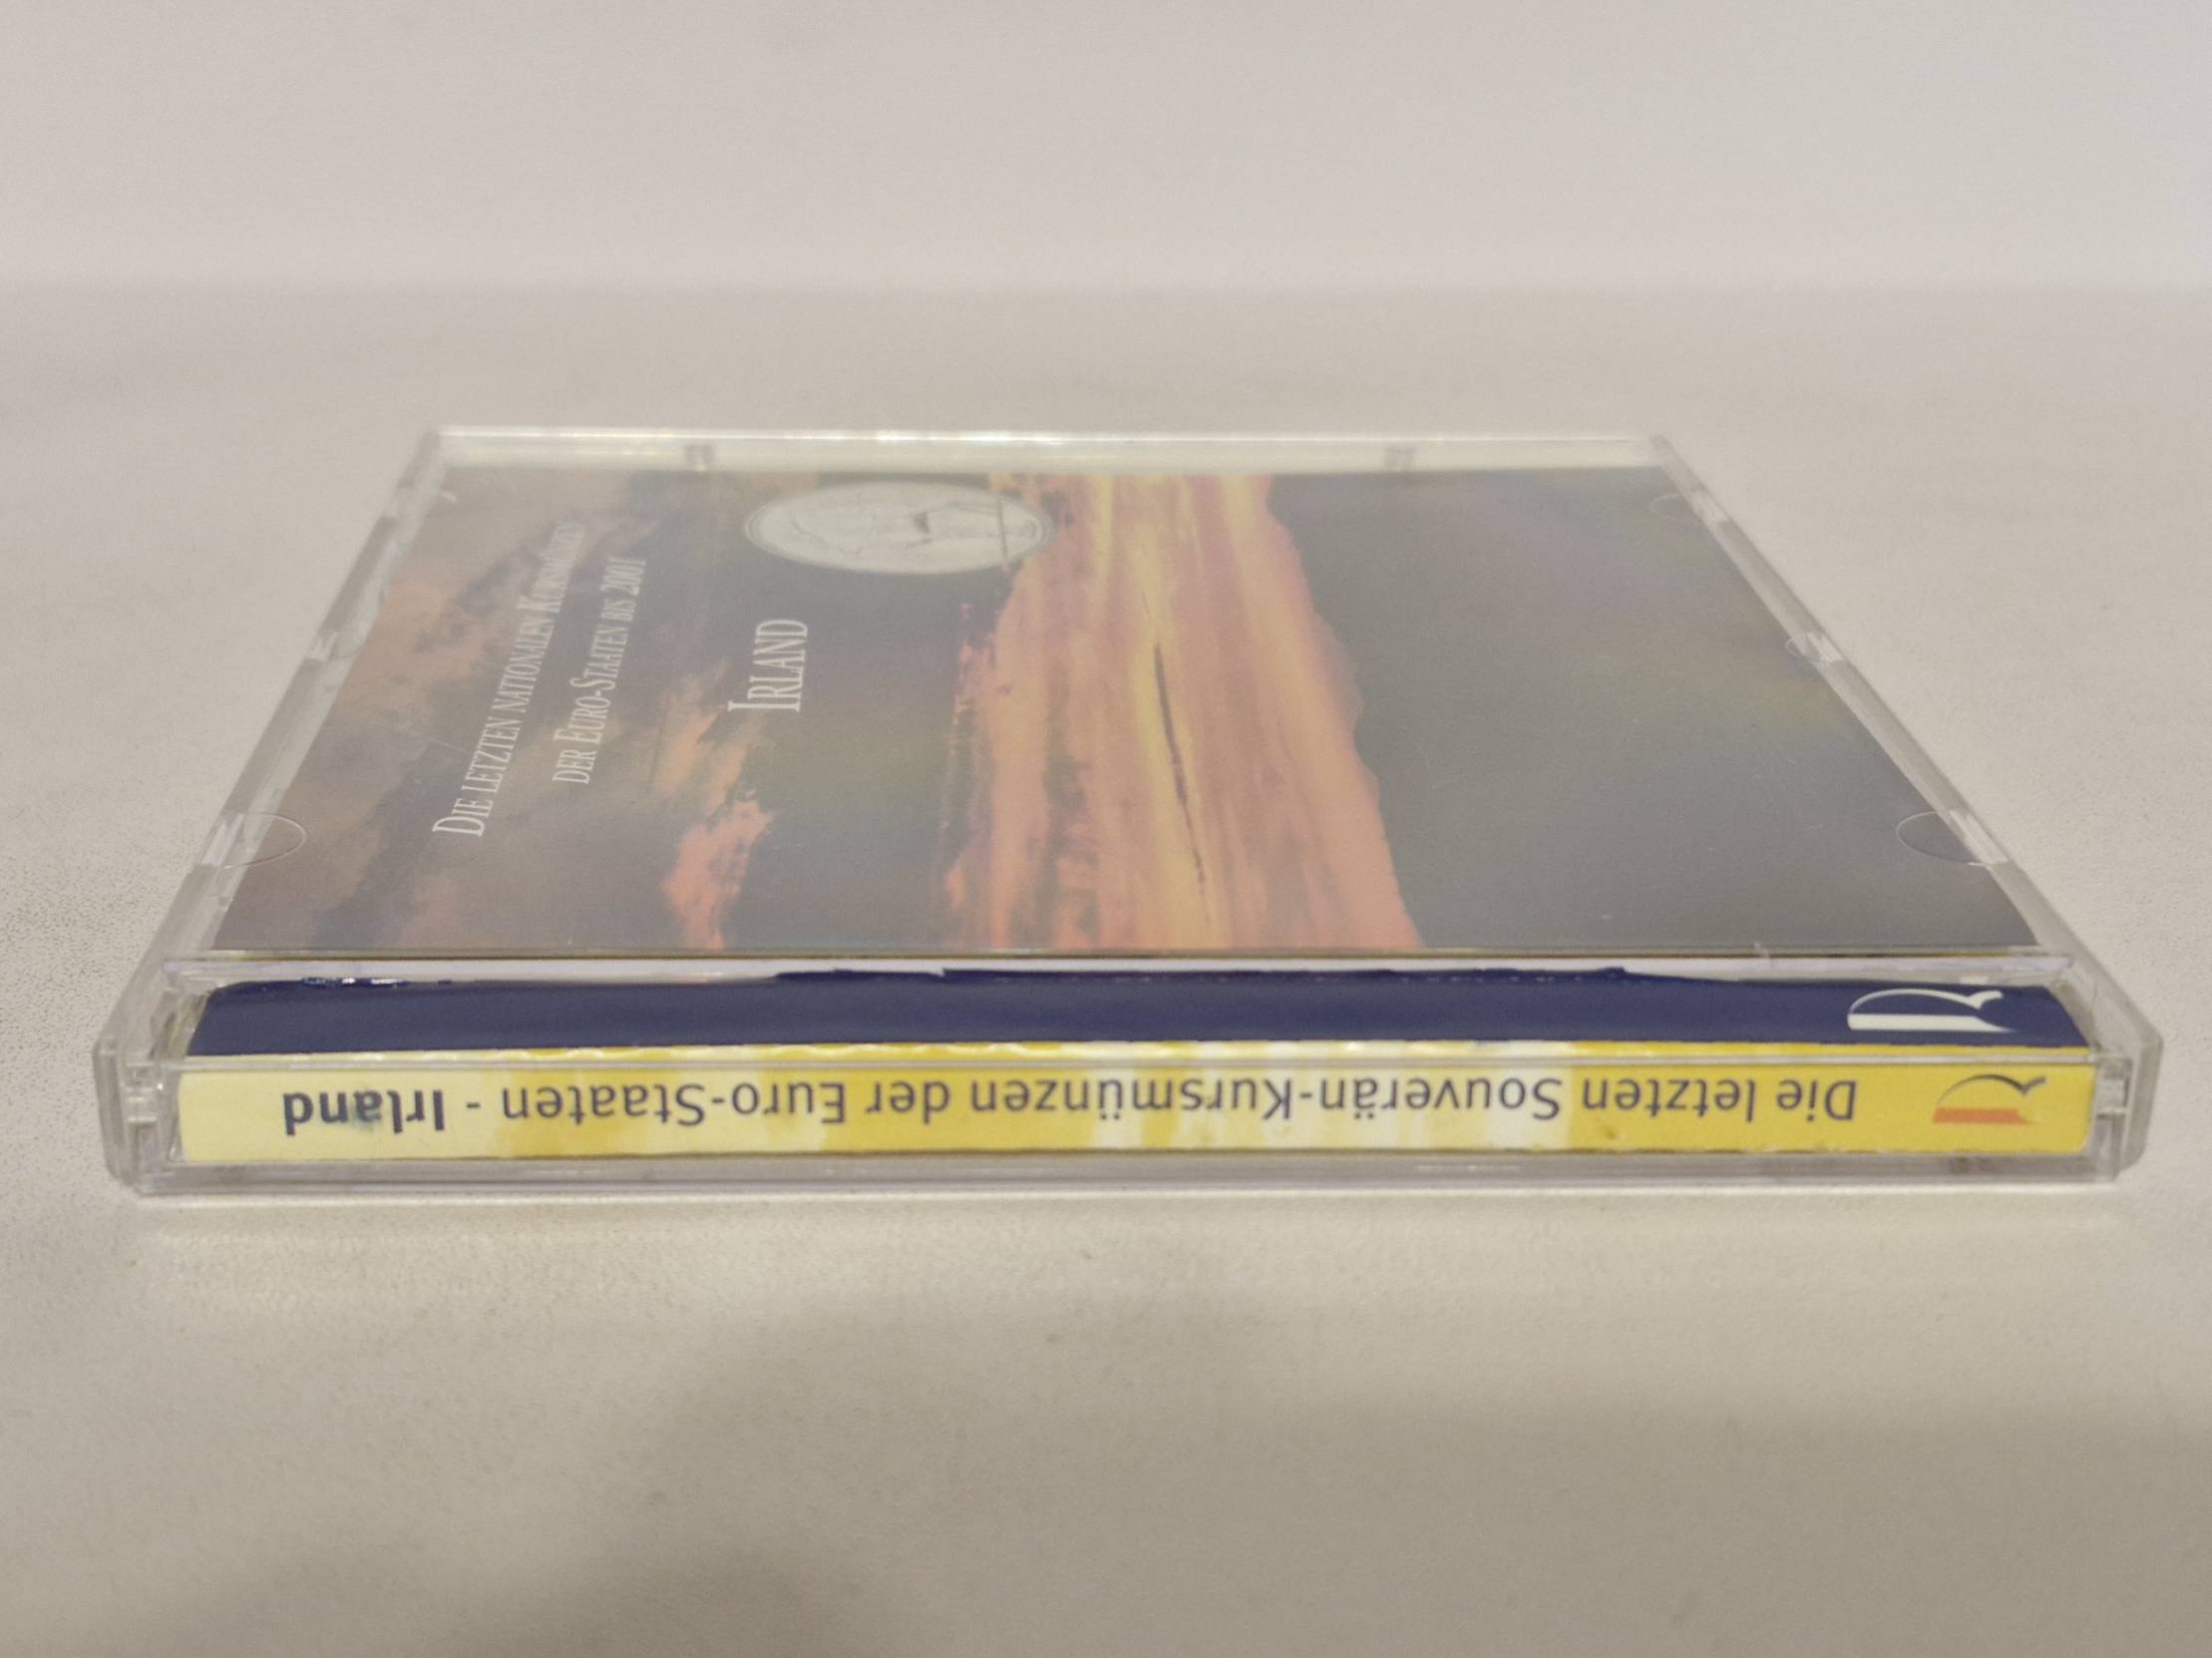 DIE LETZTEN NATIONALEN KURSMÜNZEN
DER EURO-STAATEN BIS 2001
IRLAND
R
R Die letzten Souverän-Kursmünzen der Euro-Staaten - Irland